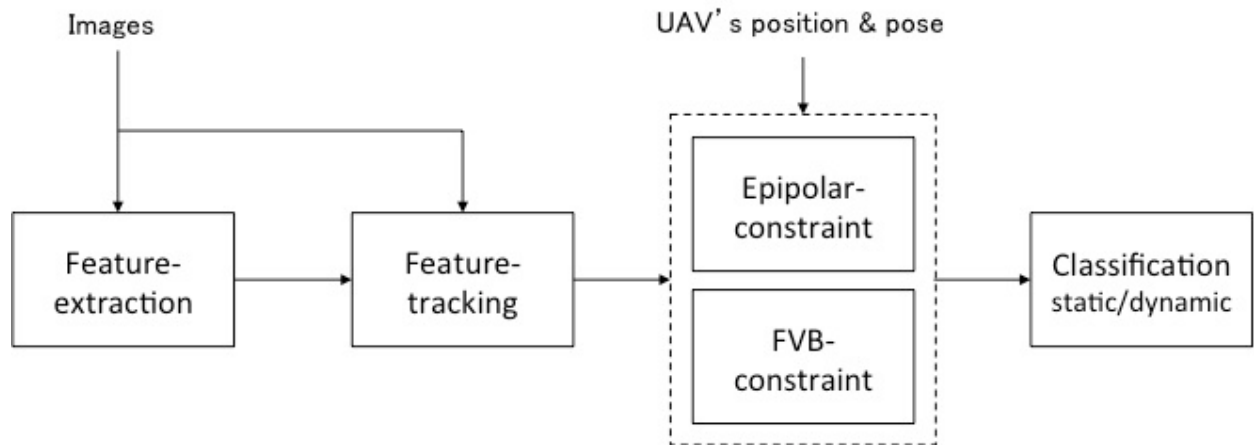 Images
UAV's position & pose
Feature-
extraction
Feature-
tracking
Epipolar-
constraint
FVB-
constraint
Classification
static/dynamic